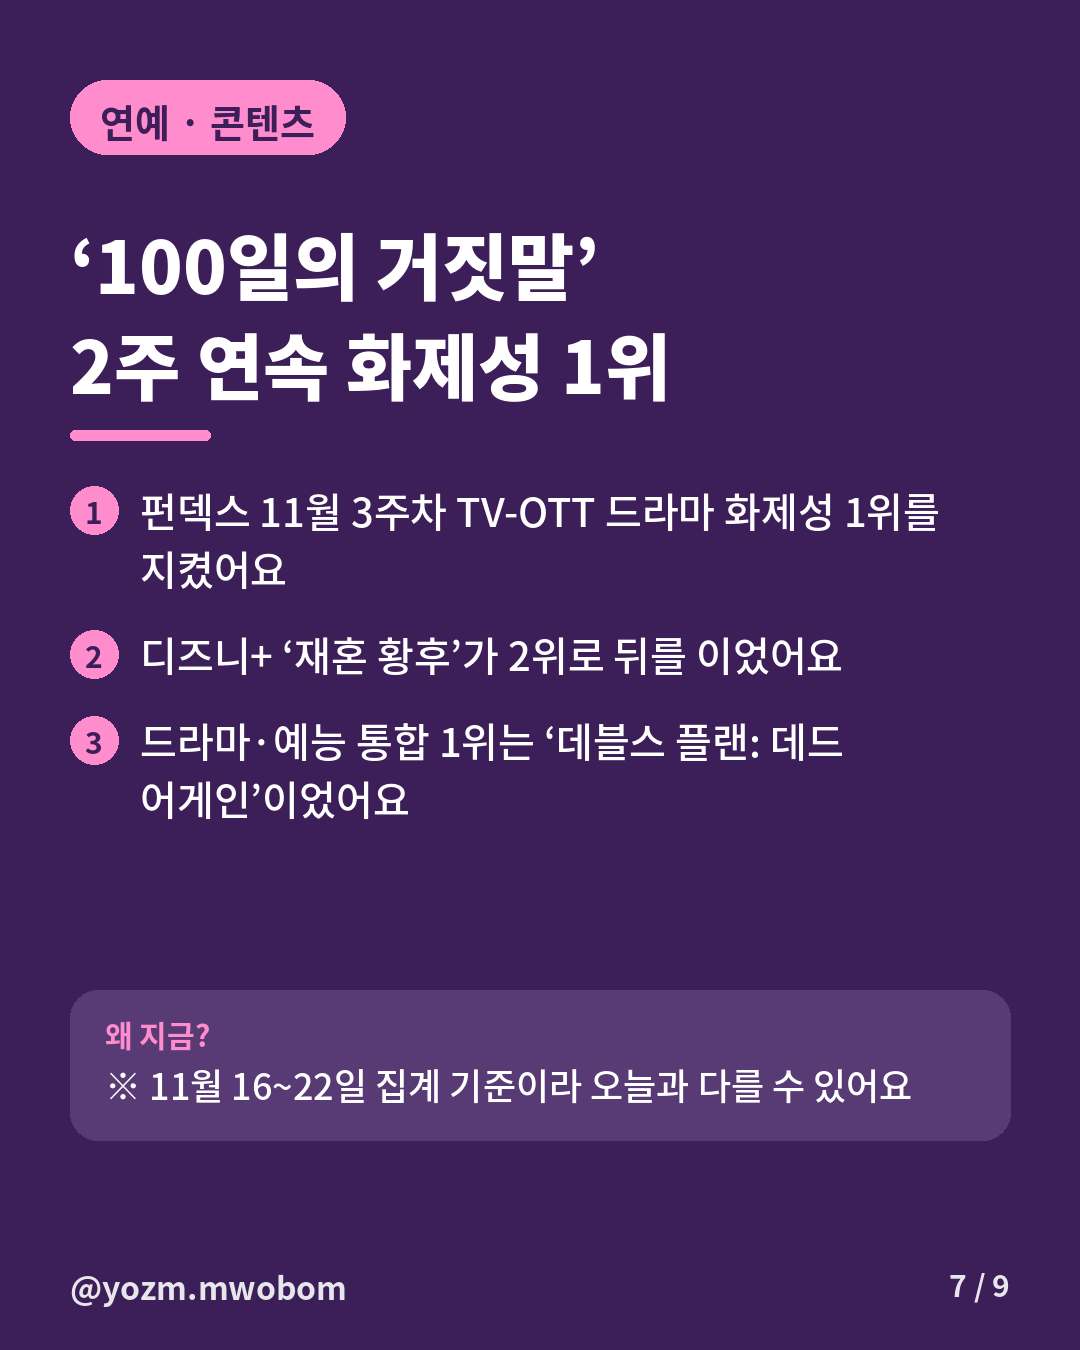 연예 · 콘텐츠
‘100일의 거짓말’
2주 연속 화제성 1위
1 펀덱스 11월 3주차 TV-OTT 드라마 화제성 1위를
지켰어요
2 디즈니+ ‘재혼 황후’가 2위로 뒤를 이었어요
3 드라마·예능 통합 1위는 ‘데블스 플랜: 데드
어게인’이었어요
왜 지금?
※ 11월 16~22일 집계 기준이라 오늘과 다를 수 있어요
@yozm.mwobom
7 / 9